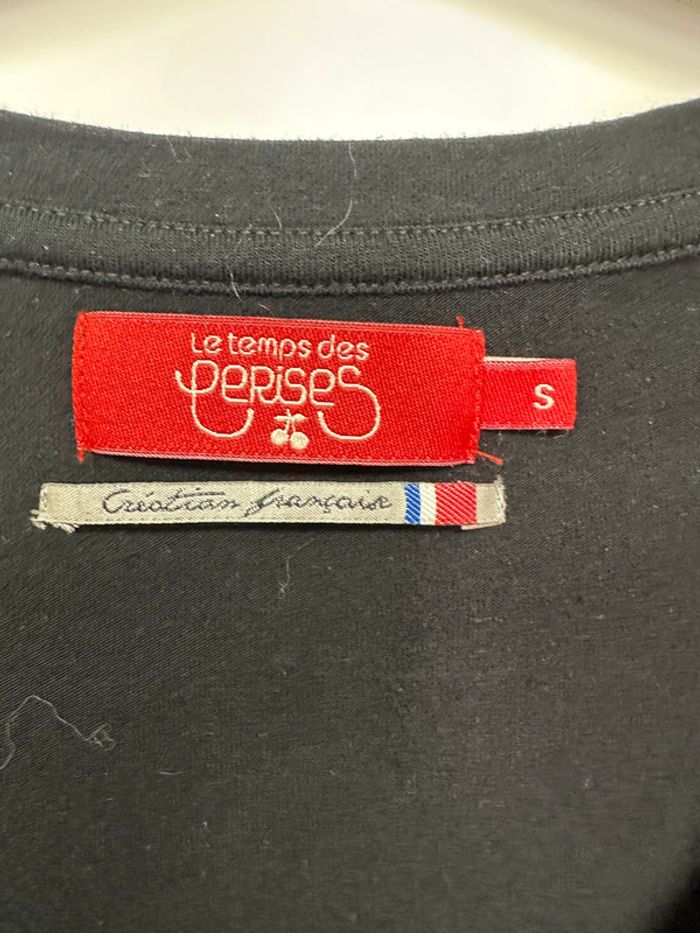 Le temps des
cerises
S
Création française